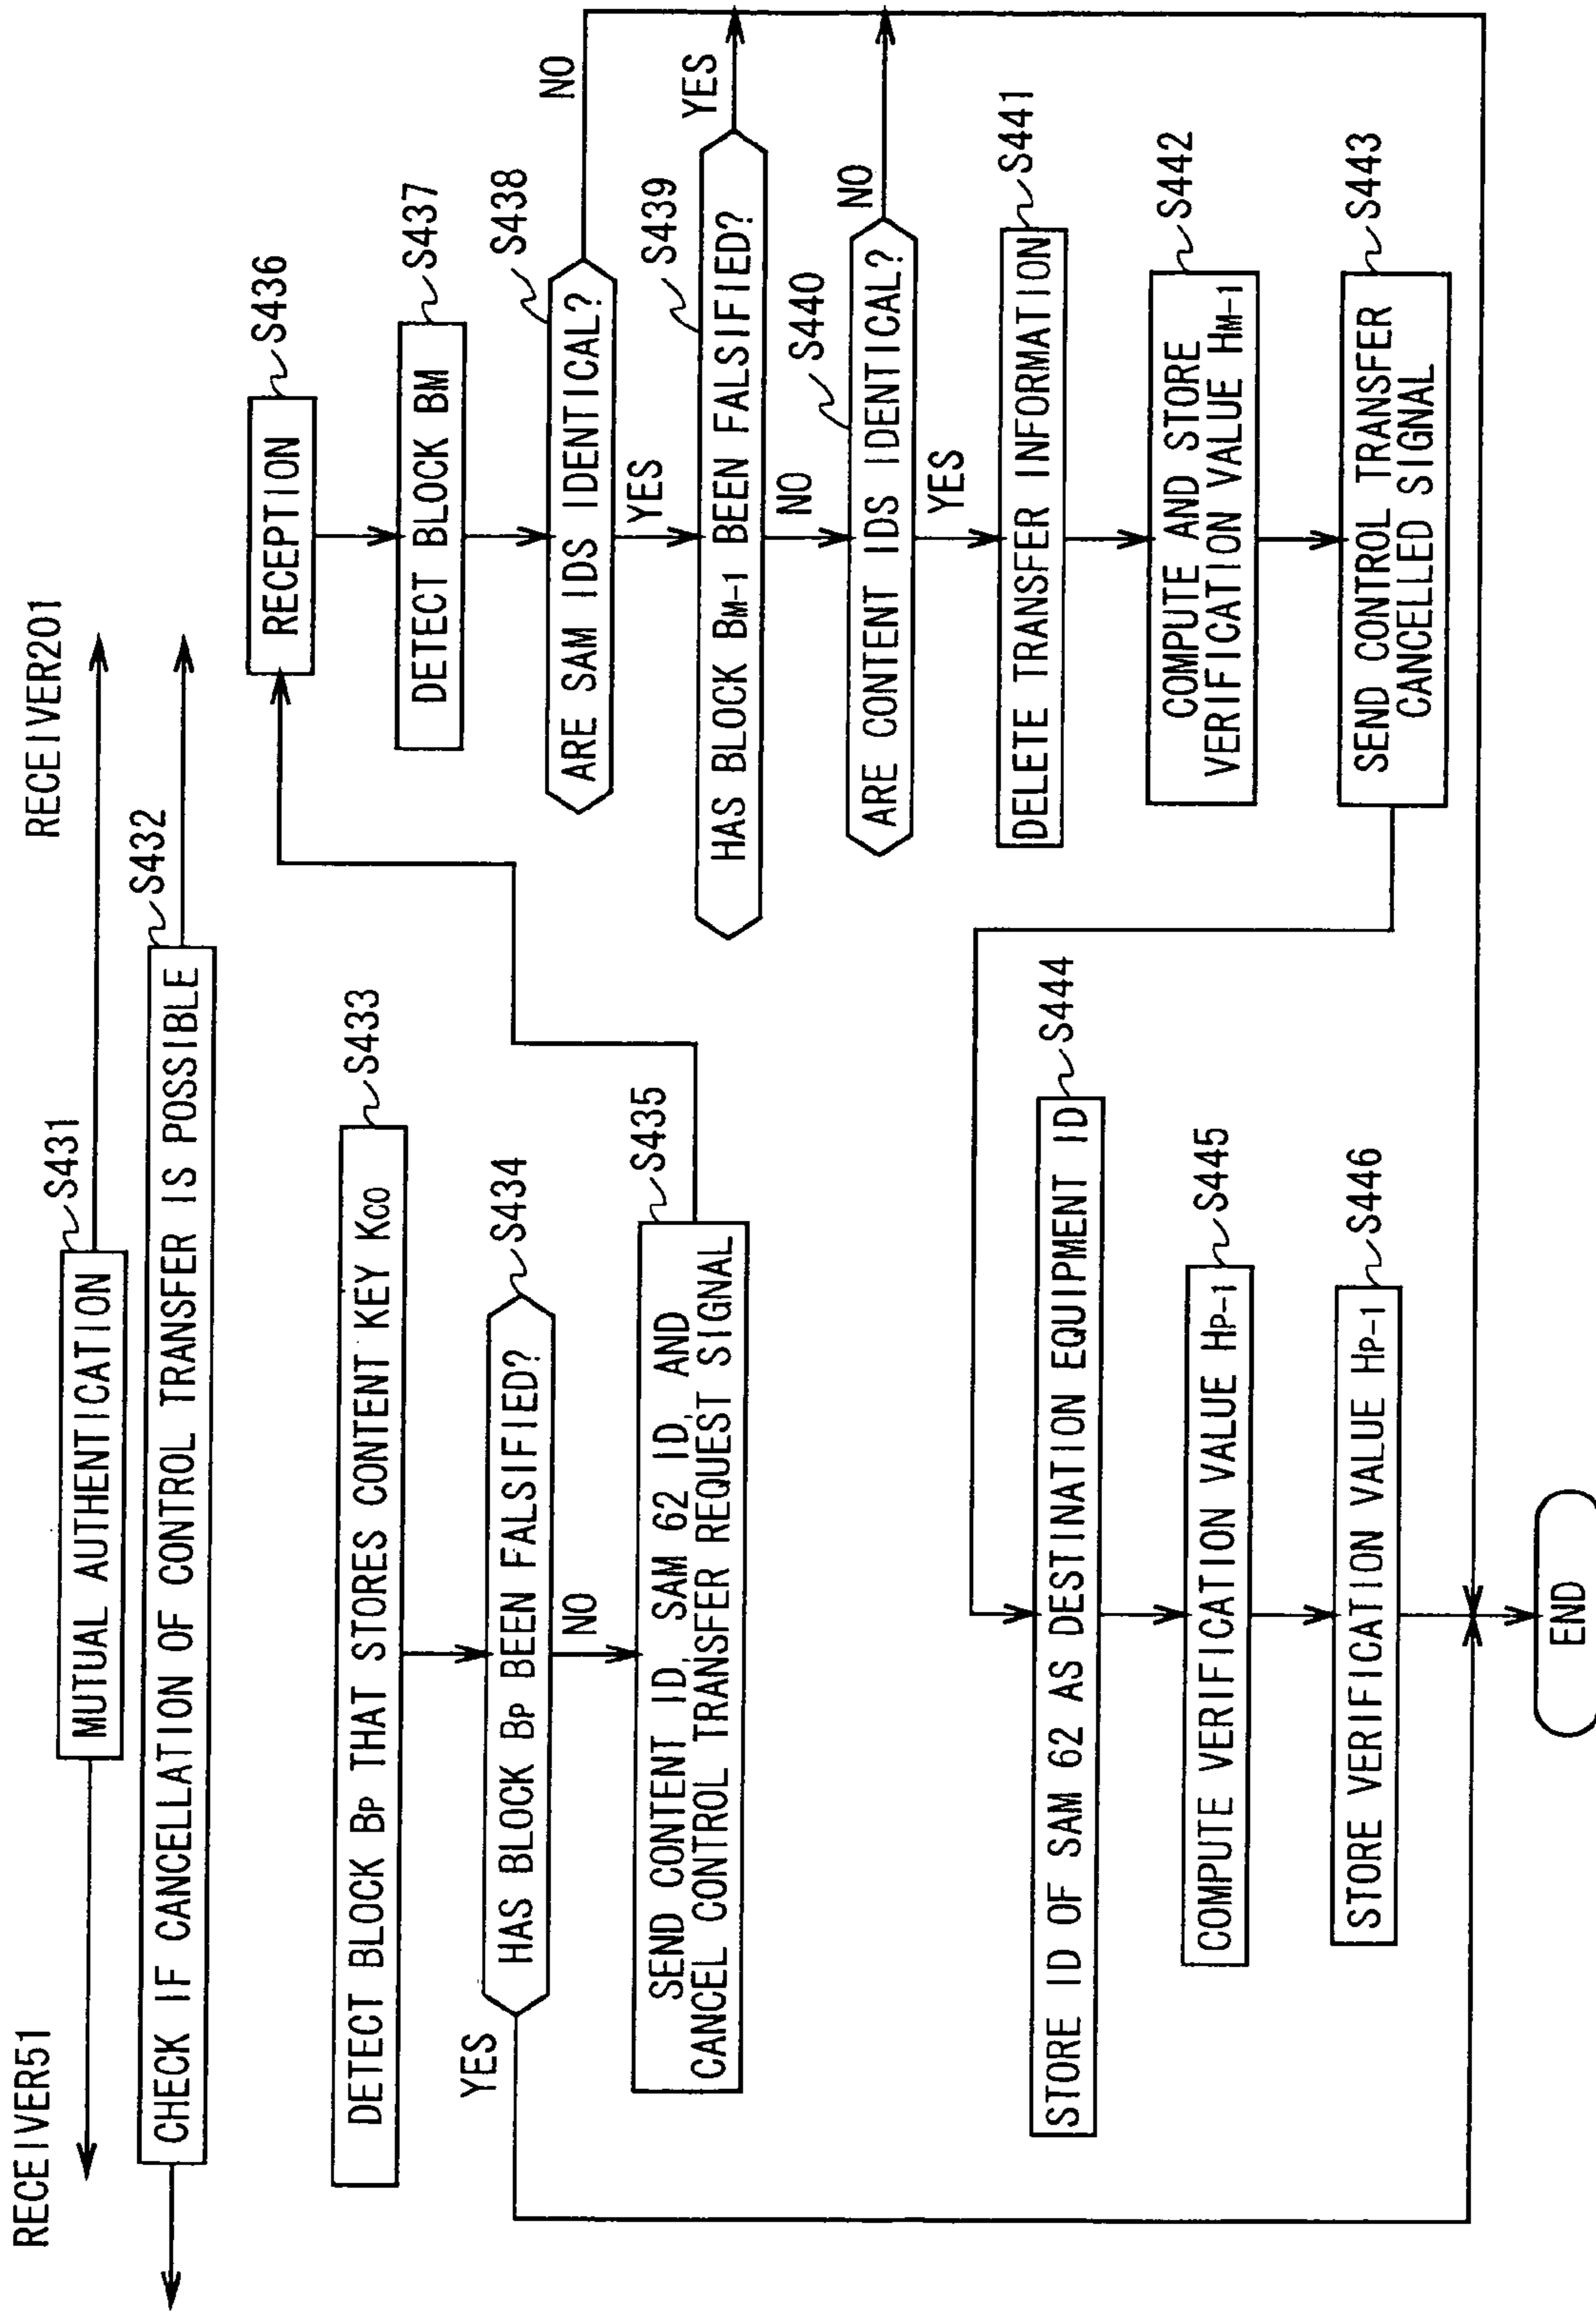 RECEIVER51
RECEIVER201
MUTUAL AUTHENTICATION
S431
CHECK IF CANCELLATION OF CONTROL TRANSFER IS POSSIBLE
S432
DETECT BLOCK BP THAT STORES CONTENT KEY KCO
S433
HAS BLOCK BP BEEN FALSIFIED?
S434
YES
NO
SEND CONTENT ID, SAM 62 ID, AND
CANCEL CONTROL TRANSFER REQUEST SIGNAL
S435
RECEPTION
S436
DETECT BLOCK BM
S437
ARE SAM IDS IDENTICAL?
S438
NO
YES
HAS BLOCK BM-1 BEEN FALSIFIED?
S439
YES
NO
ARE CONTENT IDS IDENTICAL?
S440
NO
YES
DELETE TRANSFER INFORMATION
S441
COMPUTE AND STORE
VERIFICATION VALUE HM-1
S442
SEND CONTROL TRANSFER
CANCELLED SIGNAL
S443
STORE ID OF SAM 62 AS DESTINATION EQUIPMENT ID
S444
COMPUTE VERIFICATION VALUE HP-1
S445
STORE VERIFICATION VALUE HP-1
S446
END